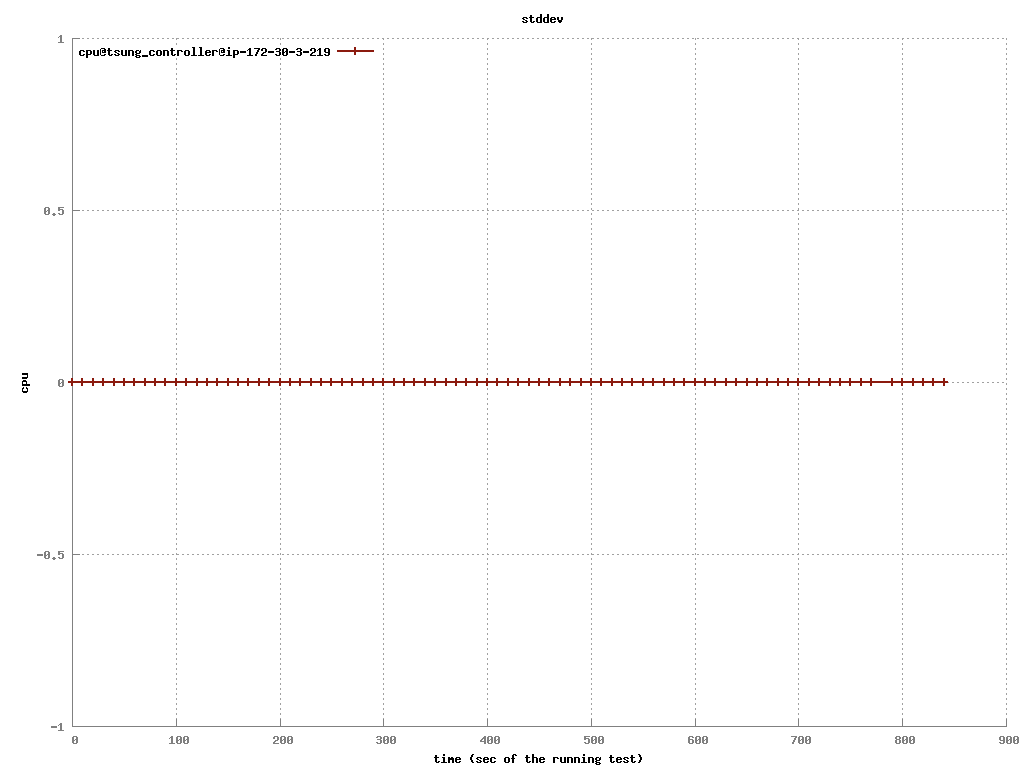 stddev
1
cpu@tsung_controller@ip-172-30-3-219
0.5
cpu
0
-0.5
-1
0 100 200 300 400 500 600 700 800 900
time (sec of the running test)